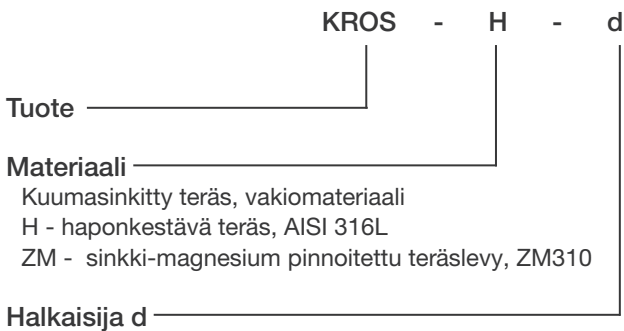 KROS - H - d
Tuote
Materiaali
Kuumasinkitty teräs, vakiomateriaali
H - haponkestävä teräs, AISI 316L
ZM - sinkki-magnesium pinnoitettu teräslevy, ZM310
Halkaisija d